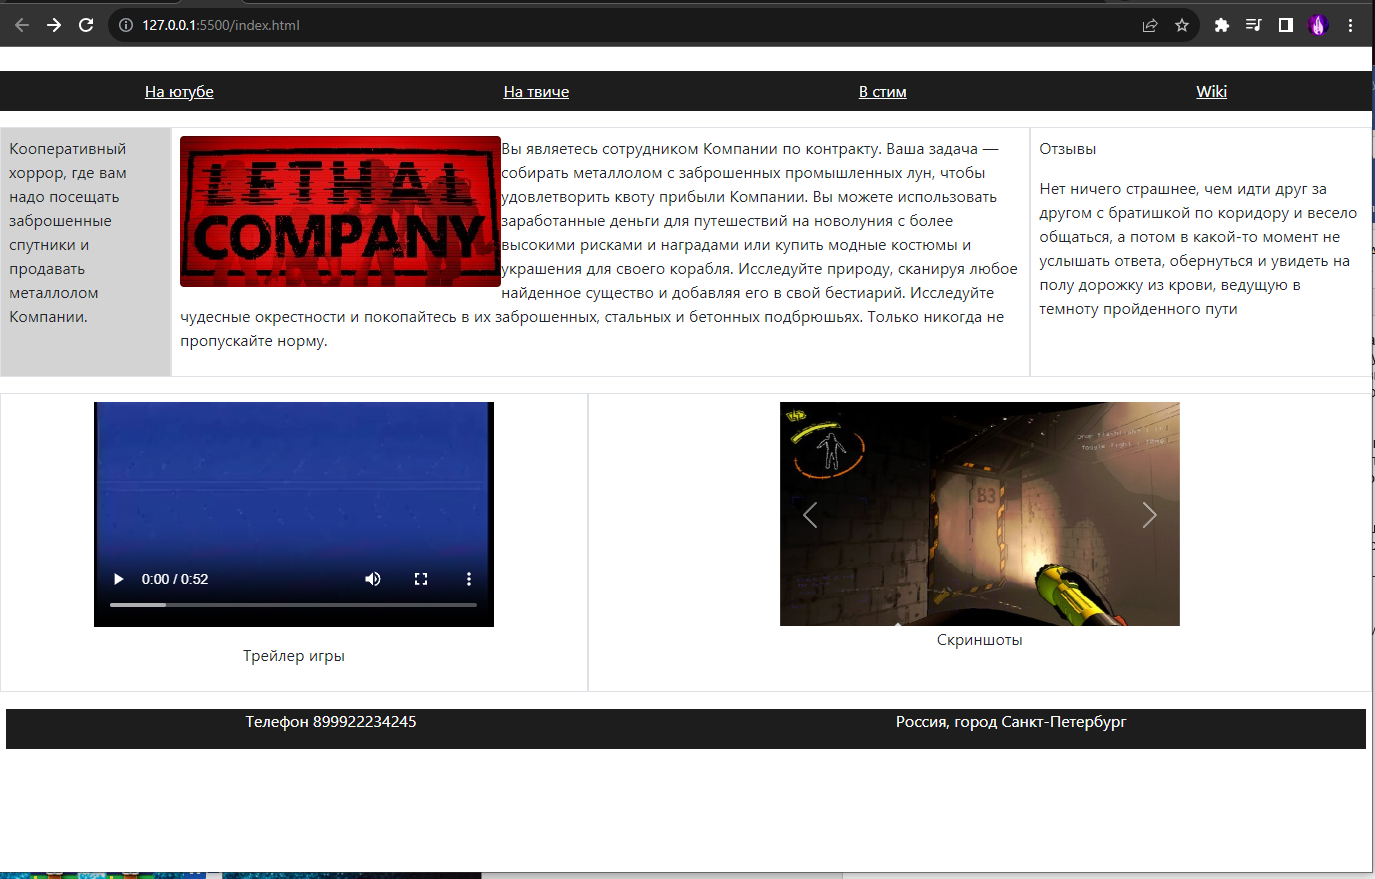 127.0.0.1:5500/index.html
На ютубе
На твиче
В стим
Wiki
Кооперативный
хоррор, где вам
надо посещать
заброшенные
спутники и
продавать
металлолом
Компании.
LETHAL
COMPANY
Вы являетесь сотрудником Компании по контракту. Ваша задача —
собирать металлолом с заброшенных промышленных лун, чтобы
удовлетворить квоту прибыли Компании. Вы можете использовать
заработанные деньги для путешествий на новолуния с более
высокими рисками и наградами или купить модные костюмы и
украшения для своего корабля. Исследуйте природу, сканируя любое
найденное существо и добавляя его в свой бестиарий. Исследуйте
чудесные окрестности и покопайтесь в их заброшенных, стальных и бетонных подбрюшьях. Только никогда не
пропускайте норму.
Отзывы
Нет ничего страшнее, чем идти друг за
другом с братишкой по коридору и весело
общаться, а потом в какой-то момент не
услышать ответа, обернуться и увидеть на
полу дорожку из крови, ведущую в
темноту пройденного пути
0:00 / 0:52
Трейлер игры
B3
Скриншоты
Телефон 899922234245
Россия, город Санкт-Петербург